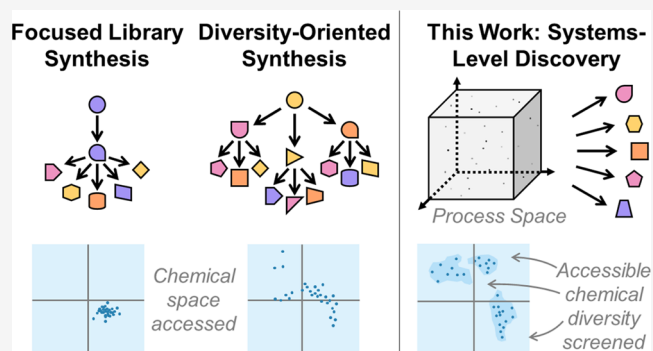 Focused Library
Synthesis
Diversity-Oriented
Synthesis
This Work: Systems-
Level Discovery
Process Space
Chemical
space
accessed
Accessible
chemical
diversity
screened